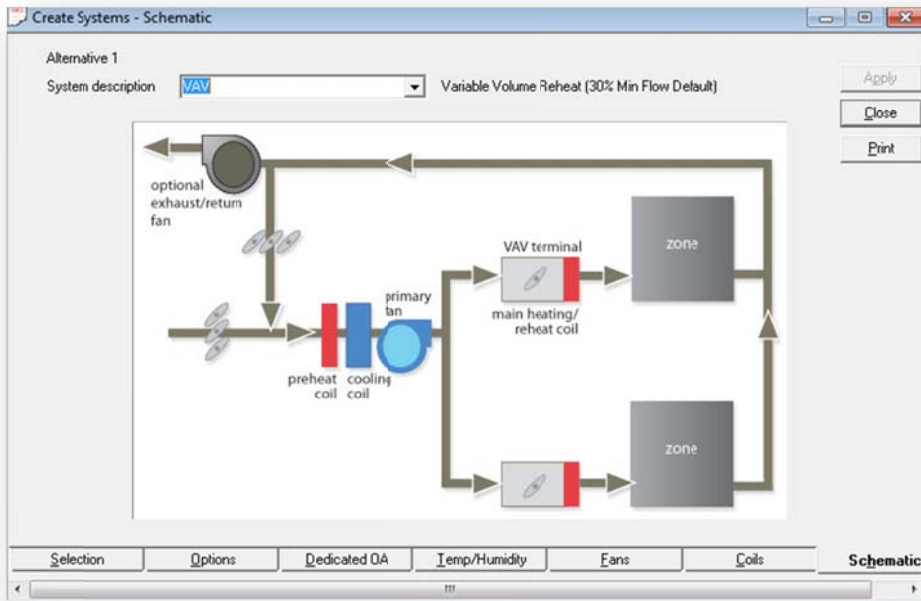 Create Systems - Schematic
Alternative 1
System description
VAV
Variable Volume Reheat (30% Min Flow Default)
Apply
Close
Print
optional
exhaust/return
fan
VAV terminal
zone
main heating/
reheat coil
primary
fan
preheat
coil
cooling
coil
zone
Selection
Options
Dedicated OA
Temp/Humidity
Fans
Coils
Schematic